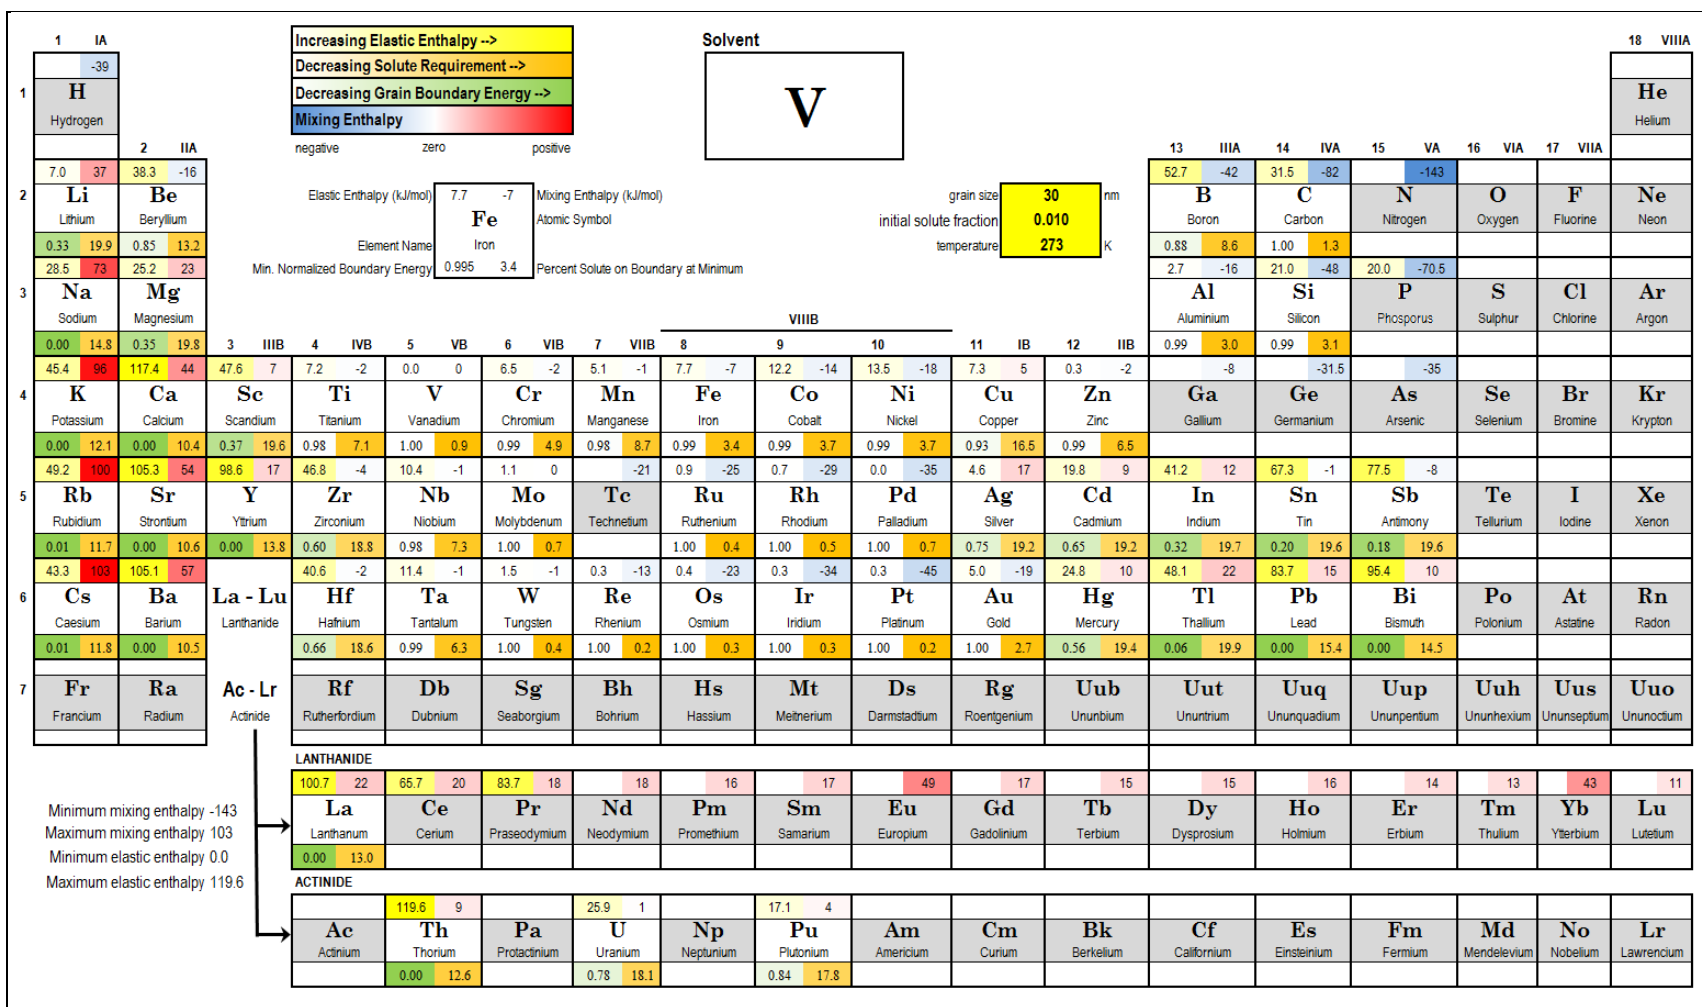 1 IA
Increasing Elastic Enthalpy -->
Solvent
18 VIIIA
-39
Decreasing Solute Requirement -->
1 H He
Decreasing Grain Boundary Energy -->
V
Hydrogen Helium
Mixing Enthalpy
2 IIA
negative zero positive
13 IIIA 14 IVA 15 VA 16 VIA 17 VIIA
7.0 37 38.3 -16 52.7 -42 31.5 -82 -143
2 Li Be B C N O F Ne
Lithium Beryllium Boron Carbon Nitrogen Oxygen Fluorine Neon
0.33 19.9 0.85 13.2 0.88 8.6 1.00 1.3
Elastic Enthalpy (kJ/mol) 7.7 -7 Mixing Enthalpy (kJ/mol)
Fe Atomic Symbol
Element Name Iron
Min. Normalized Boundary Energy 0.995 3.4 Percent Solute on Boundary at Minimum
grain size 30 nm
initial solute fraction 0.010
temperature 273 K
28.5 73 25.2 23 2.7 -16 21.0 -48 20.0 -70.5
3 Na Mg Al Si P S Cl Ar
Sodium Magnesium Aluminium Silicon Phosporus Sulphur Chlorine Argon
0.00 14.8 0.35 19.8 0.99 3.0 0.99 3.1
VIIIB
3 IIIB 4 IVB 5 VB 6 VIB 7 VIIB 8 9 10 11 IB 12 IIB
45.4 96 117.4 44 47.6 7 7.2 -2 0.0 0 6.5 -2 5.1 -1 7.7 -7 12.2 -14 13.5 -18 7.3 5 0.3 -2 -8 -31.5 -35
4 K Ca Sc Ti V Cr Mn Fe Co Ni Cu Zn Ga Ge As Se Br Kr
Potassium Calcium Scandium Titanium Vanadium Chromium Manganese Iron Cobalt Nickel Copper Zinc Gallium Germanium Arsenic Selenium Bromine Krypton
0.00 12.1 0.00 10.4 0.37 19.6 0.98 7.1 1.00 0.9 0.99 4.9 0.98 8.7 0.99 3.4 0.99 3.7 0.99 3.7 0.93 16.5 0.99 6.5
49.2 100 105.3 54 98.6 17 46.8 -4 10.4 -1 1.1 0 -21 0.9 -25 0.7 -29 0.0 -35 4.6 17 19.8 9 41.2 12 67.3 -1 77.5 -8
5 Rb Sr Y Zr Nb Mo Tc Ru Rh Pd Ag Cd In Sn Sb Te I Xe
Rubidium Strontium Yttrium Zirconium Niobium Molybdenum Technetium Ruthenium Rhodium Palladium Silver Cadmium Indium Tin Antimony Tellurium Iodine Xenon
0.01 11.7 0.00 10.6 0.00 13.8 0.60 18.8 0.98 7.3 1.00 0.7 1.00 0.4 1.00 0.5 1.00 0.7 0.75 19.2 0.65 19.2 0.32 19.7 0.20 19.6 0.18 19.6
43.3 103 105.1 57 40.6 -2 11.4 -1 1.5 -1 0.3 -13 0.4 -23 0.3 -34 0.3 -45 5.0 -19 24.8 10 48.1 22 83.7 15 95.4 10
6 Cs Ba La - Lu Hf Ta W Re Os Ir Pt Au Hg Tl Pb Bi Po At Rn
Caesium Barium Lanthanide Hafnium Tantalum Tungsten Rhenium Osmium Iridium Platinum Gold Mercury Thallium Lead Bismuth Polonium Astatine Radon
0.01 11.8 0.00 10.5 0.66 18.6 0.99 6.3 1.00 0.4 1.00 0.2 1.00 0.3 1.00 0.3 1.00 0.2 1.00 2.7 0.56 19.4 0.06 19.9 0.00 15.4 0.00 14.5
7 Fr Ra Ac - Lr Rf Db Sg Bh Hs Mt Ds Rg Uub Uut Uuq Uup Uuh Uus Uuo
Francium Radium Actinide Rutherfordium Dubnium Seaborgium Bohrium Hassium Meitnerium Darmstadtium Roentgenium Ununbium Ununtrium Ununquadium Ununpentium Ununhexium Ununseptium Ununoctium
LANTHANIDE
100.7 22 65.7 20 83.7 18 18 16 17 49 17 15 15 16 14 13 43 11
La Ce Pr Nd Pm Sm Eu Gd Tb Dy Ho Er Tm Yb Lu
Lanthanum Cerium Praseodymium Neodymium Promethium Samarium Europium Gadolinium Terbium Dysprosium Holmium Erbium Thulium Ytterbium Lutetium
0.00 13.0
Minimum mixing enthalpy -143
Maximum mixing enthalpy 103
Minimum elastic enthalpy 0.0
Maximum elastic enthalpy 119.6
ACTINIDE
119.6 9 25.9 1 17.1 4
Ac Th Pa U Np Pu Am Cm Bk Cf Es Fm Md No Lr
Actinium Thorium Protactinium Uranium Neptunium Plutonium Americium Curium Berkelium Californium Einsteinium Fermium Mendelevium Nobelium Lawrencium
0.00 12.6 0.78 18.1 0.84 17.8